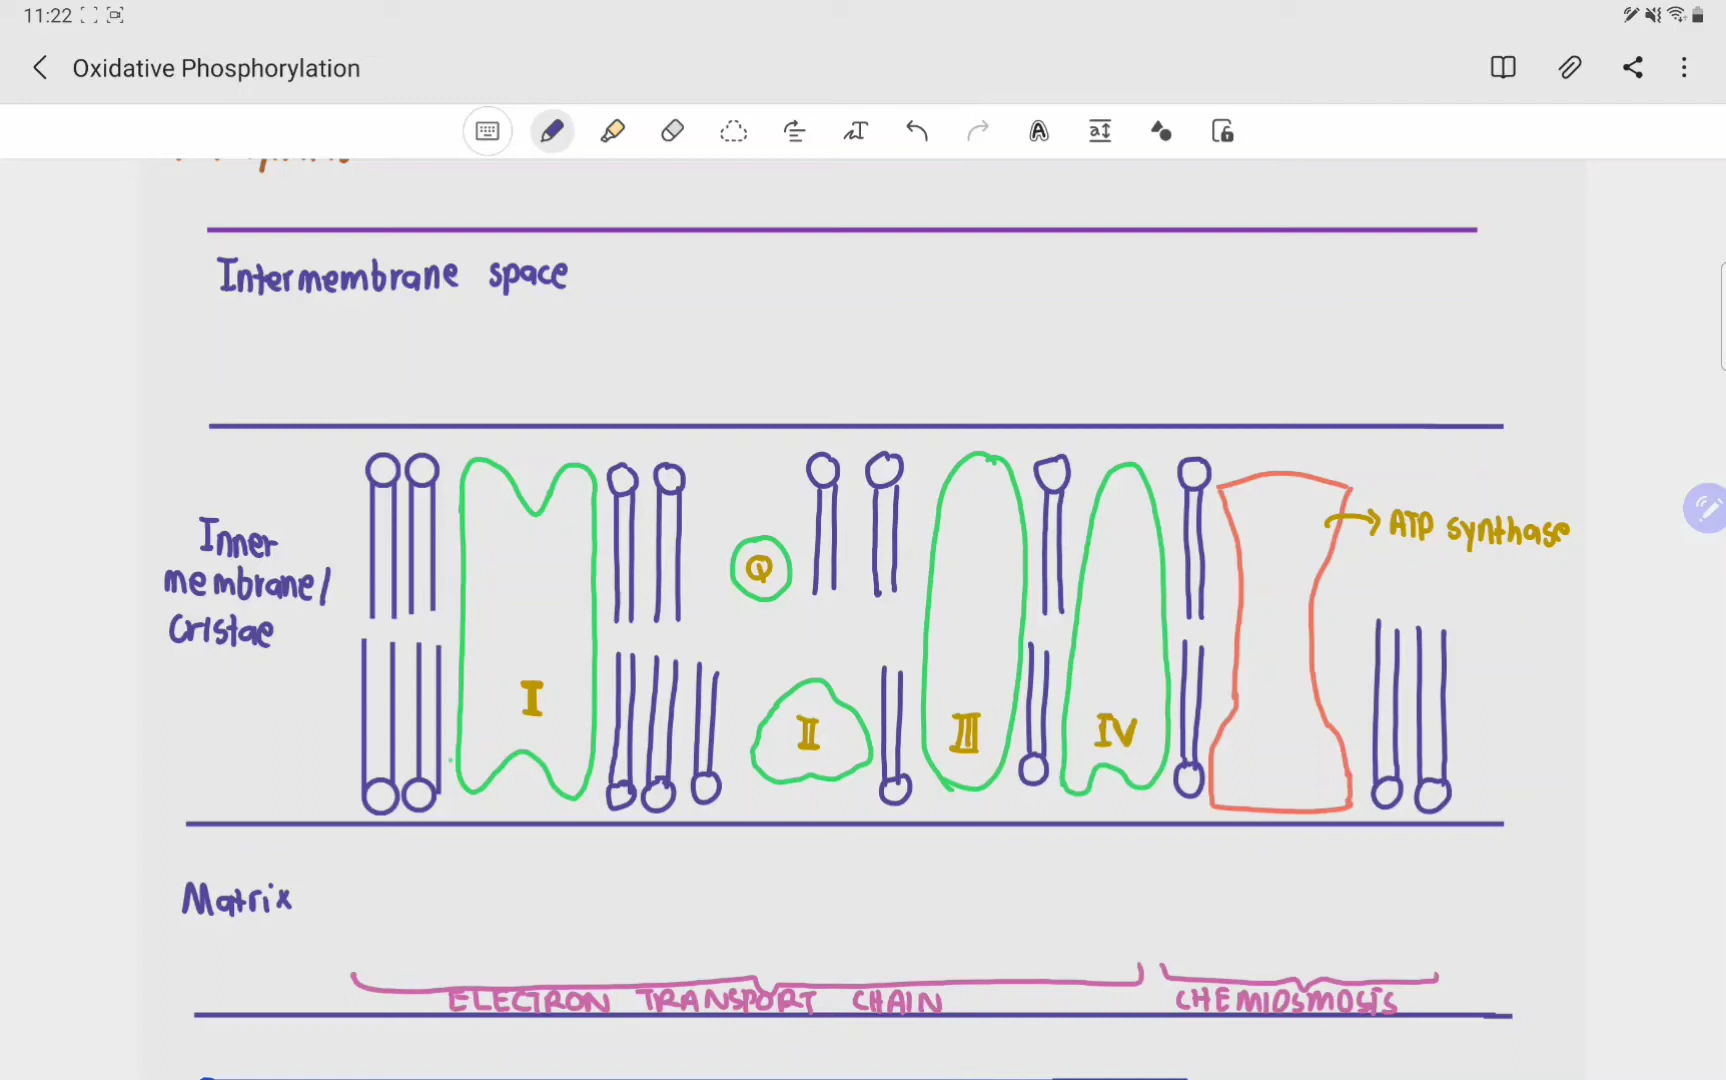 11:22
Oxidative Phosphorylation
Intermembrane space
Inner
membrane/
Cristae
Q
I
II
III
IV
ATP synthase
Matrix
ELECTRON TRANSPORT CHAIN
CHEMIOSMOSIS